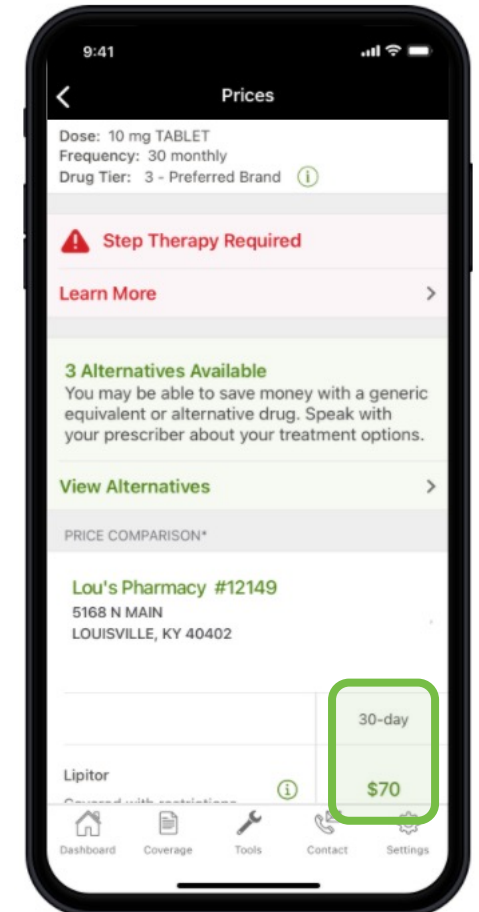 9:41
Prices
Dose: 10 mg TABLET
Frequency: 30 monthly
Drug Tier: 3 - Preferred Brand
Step Therapy Required
Learn More
3 Alternatives Available
You may be able to save money with a generic
equivalent or alternative drug. Speak with
your prescriber about your treatment options.
View Alternatives
PRICE COMPARISON*
Lou's Pharmacy #12149
5168 N MAIN
LOUISVILLE, KY 40402
30-day
Lipitor
$70
Dashboard Coverage Tools Contact Settings